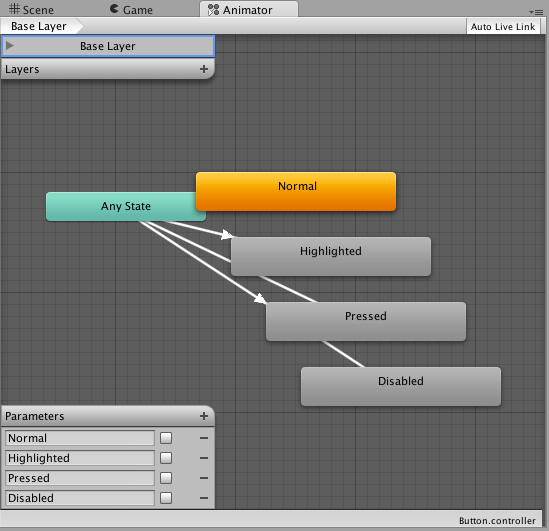 Scene Game Animator
Base Layer Auto Live Link
Base Layer
Layers
Normal
Any State
Highlighted
Pressed
Disabled
Parameters
Normal
Highlighted
Pressed
Disabled
Button.controller